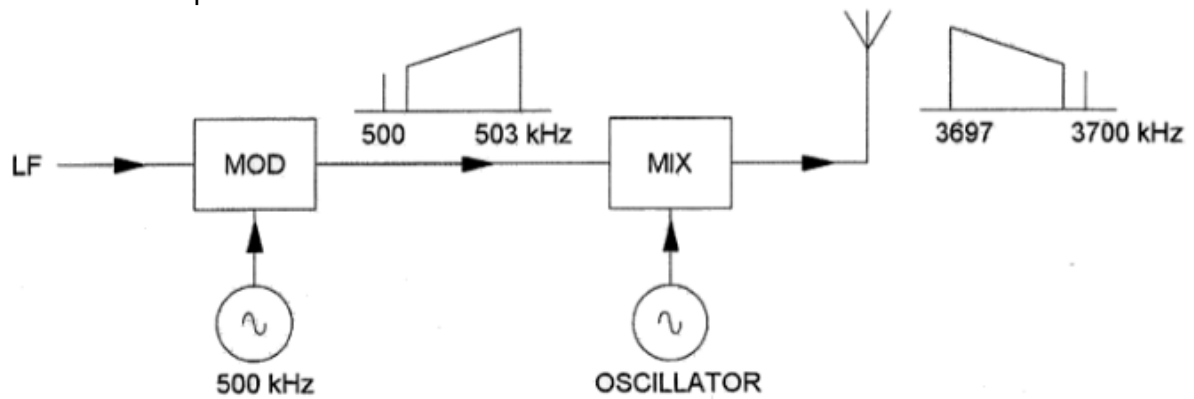 500
503 kHz
3697
3700 kHz
LF
MOD
MIX
500 kHz
OSCILLATOR